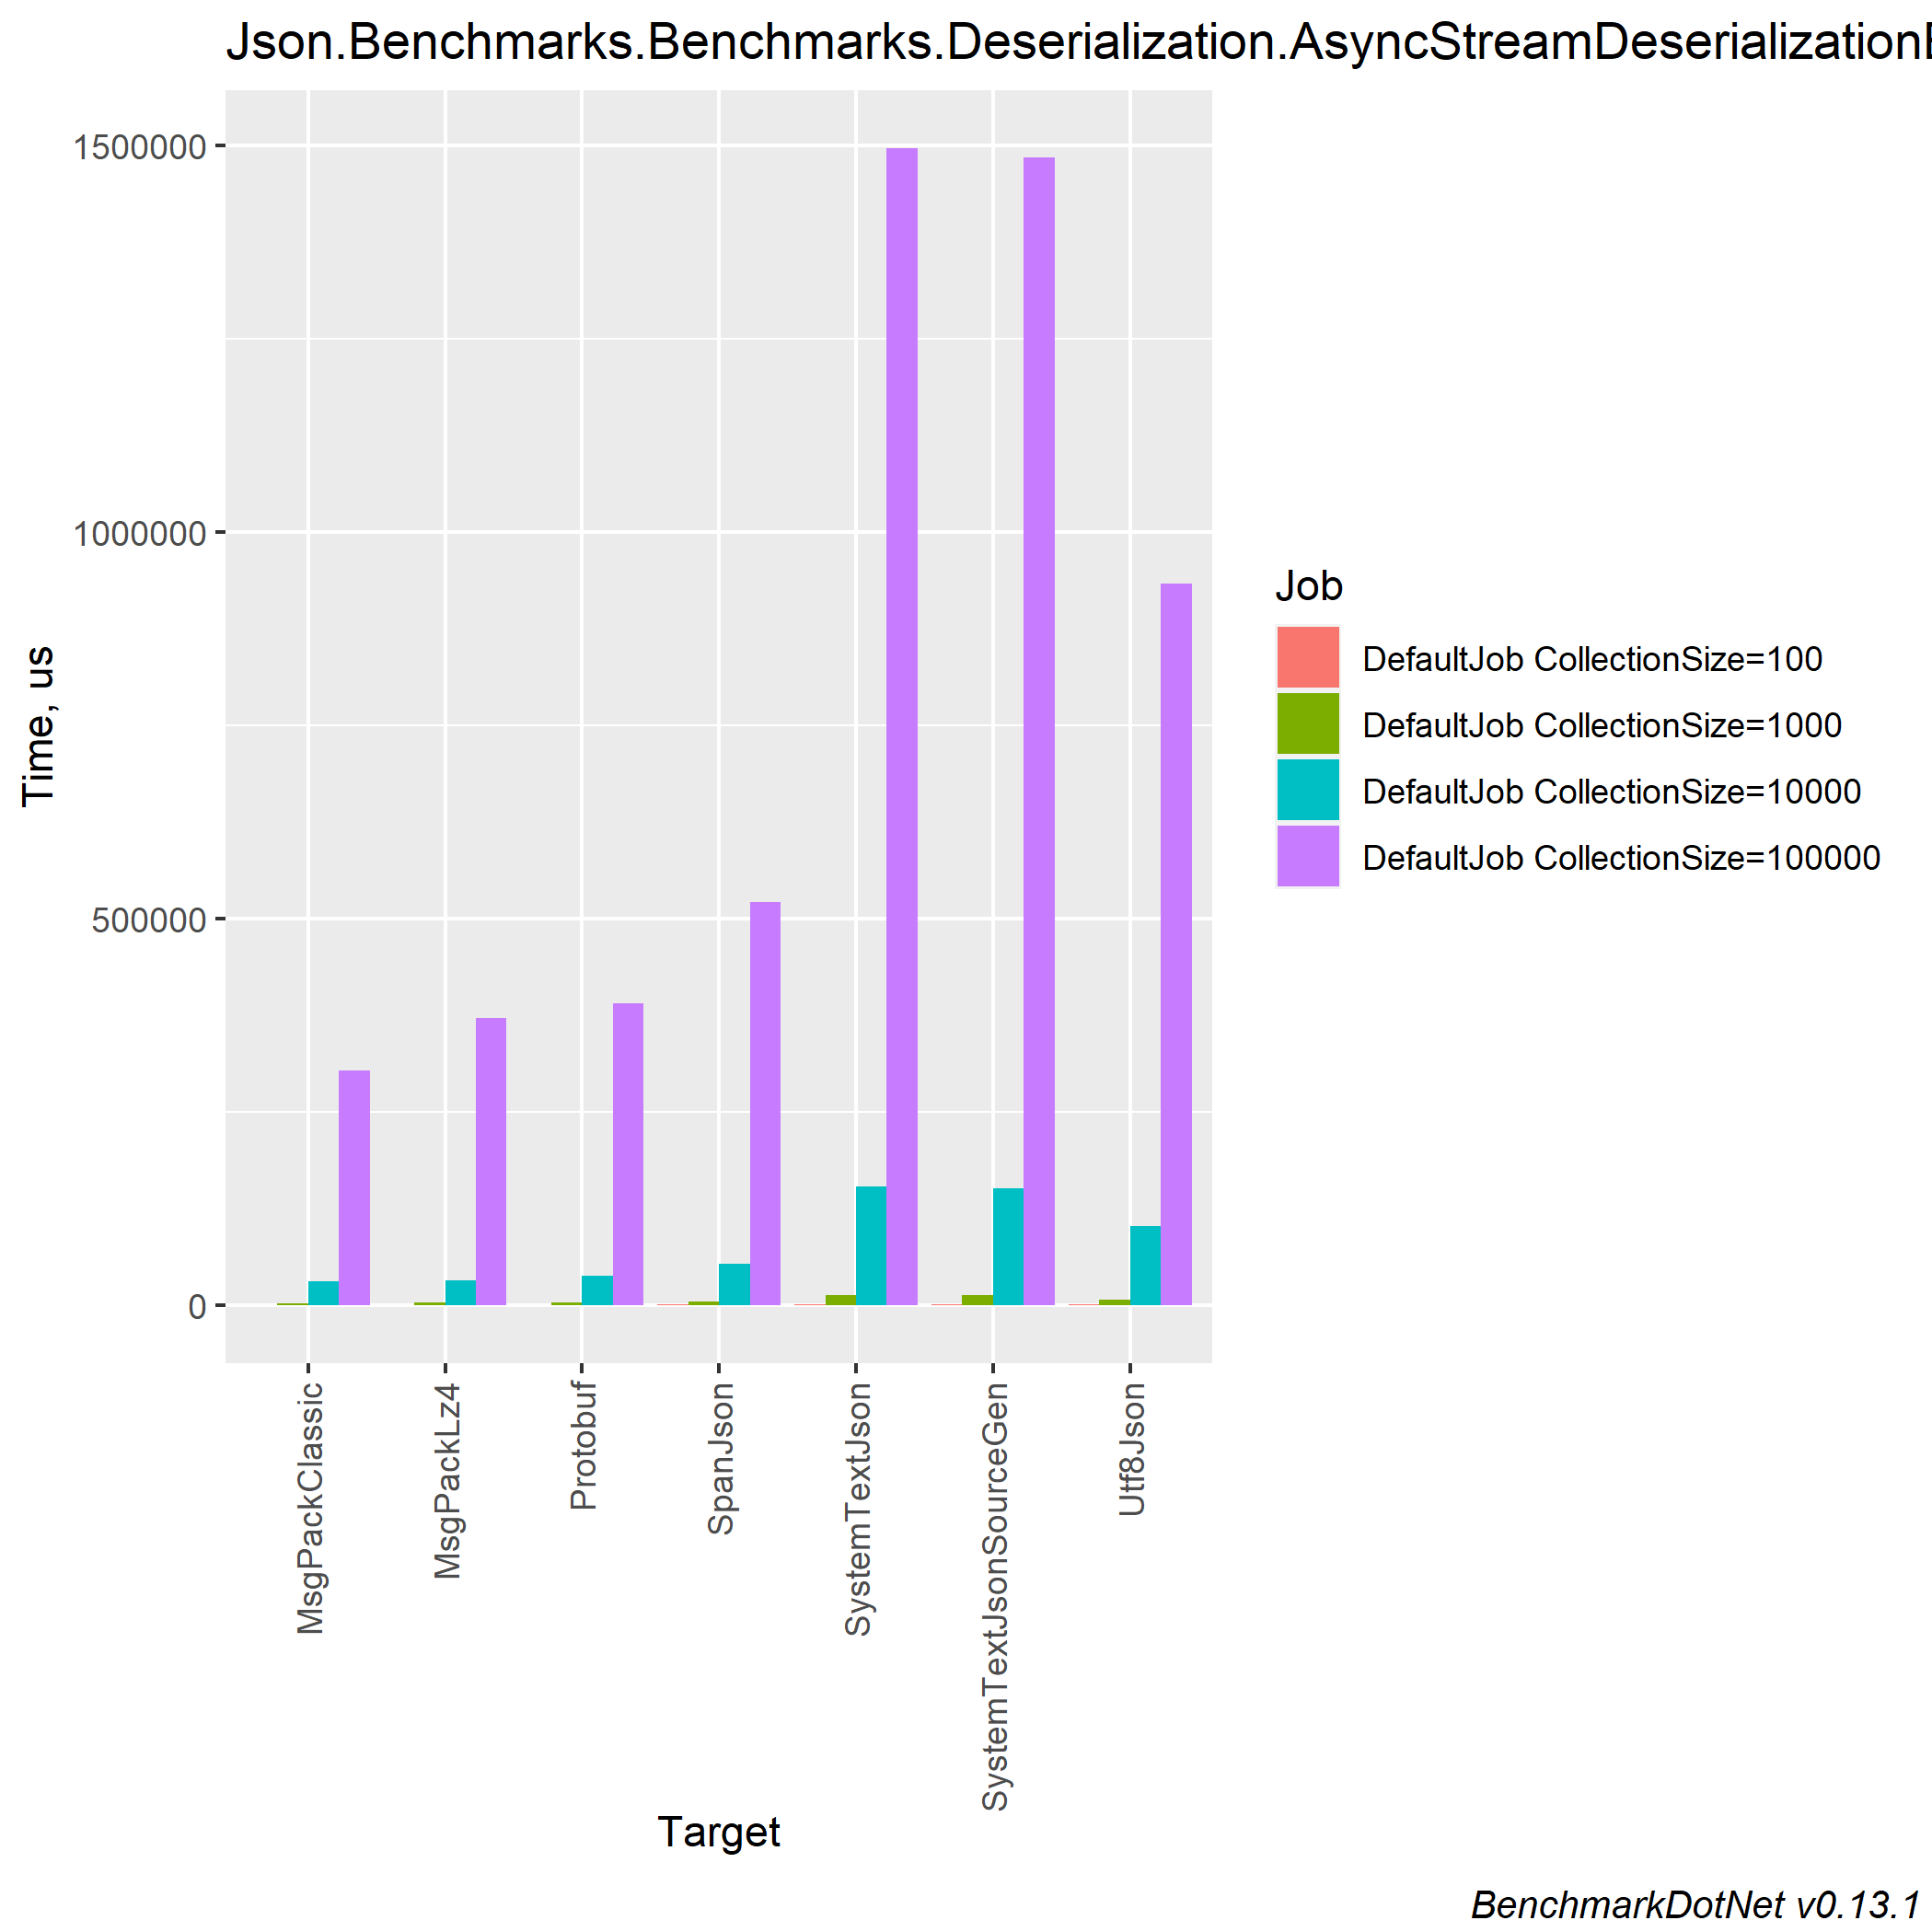 Json.Benchmarks.Benchmarks.Deserialization.AsyncStreamDeserialization
1500000
1000000
500000
0
Time, us
MsgPackClassic
MsgPackLz4
Protobuf
SpanJson
SystemTextJson
SystemTextJsonSourceGen
Utf8Json
Target
Job
DefaultJob CollectionSize=100
DefaultJob CollectionSize=1000
DefaultJob CollectionSize=10000
DefaultJob CollectionSize=100000
BenchmarkDotNet v0.13.1